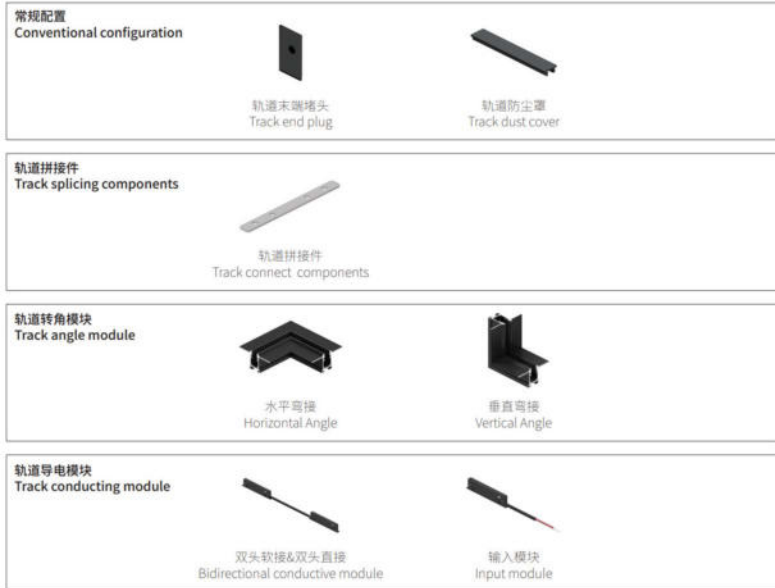 常规配置
Conventional configuration
轨道末端堵头
Track end plug
轨道防尘罩
Track dust cover
轨道拼接件
Track splicing components
轨道拼接件
Track connect components
轨道转角模块
Track angle module
水平弯接
Horizontal Angle
垂直弯接
Vertical Angle
轨道导电模块
Track conducting module
双头软接&双头直接
Bidirectional conductive module
输入模块
Input module